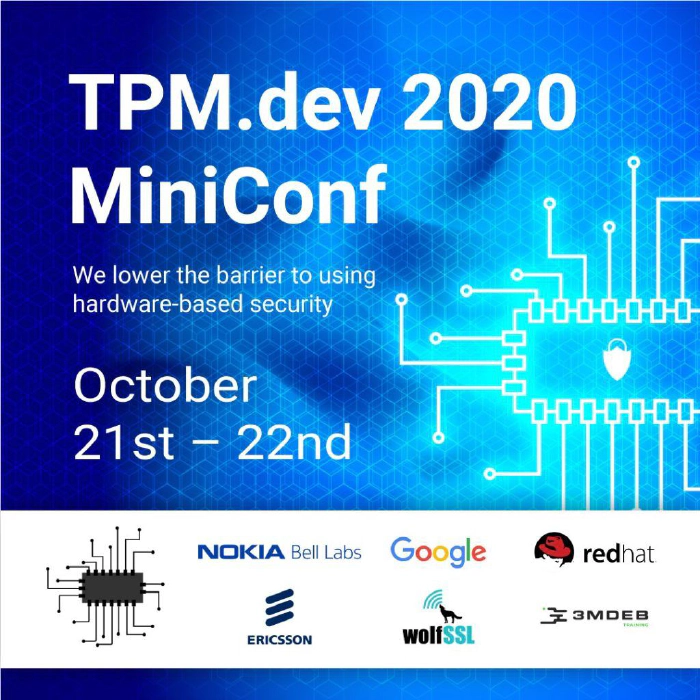 TPM.dev 2020
MiniConf
We lower the barrier to using
hardware-based security
October
21st – 22nd
NOKIA Bell Labs
Google
redhat
ERICSSON
wolfSSL
3MDEB
TRAINING